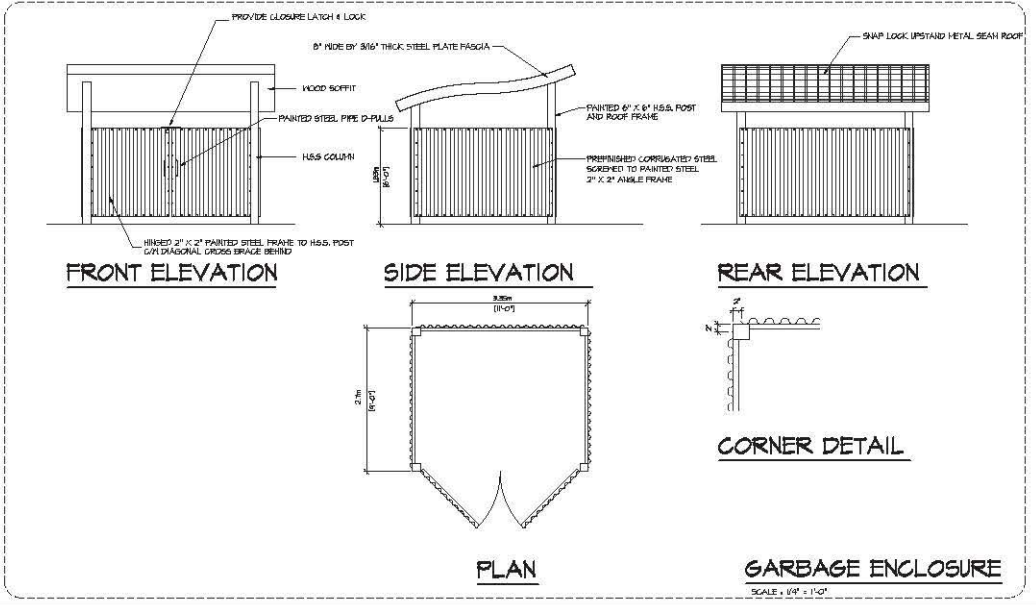 PROVIDE CLOSURE LATCH & LOCK
8" WIDE BY 3/16" THICK STEEL PLATE FASCIA
SNAP LOCK UPSTAND METAL SEAM ROOF
WOOD SOFFIT
PAINTED STEEL PIPE D-PULLS
H.S.S COLUMN
PAINTED 6" X 6" H.S.S. POST
AND ROOF FRAME
PREFINISHED CORRUGATED STEEL
SCREWED TO PAINTED STEEL
2" X 2" ANGLE FRAME
[6'-0"]
HINGED 2" X 2" PAINTED STEEL FRAME TO H.S.S. POST
C/W DIAGONAL CROSS BRACE BEHIND
FRONT ELEVATION
SIDE ELEVATION
REAR ELEVATION
3.35m
[11'-0"]
2"
2"
2.7m
[9'-0"]
CORNER DETAIL
PLAN
GARBAGE ENCLOSURE
SCALE : 1/4" = 1'-0"